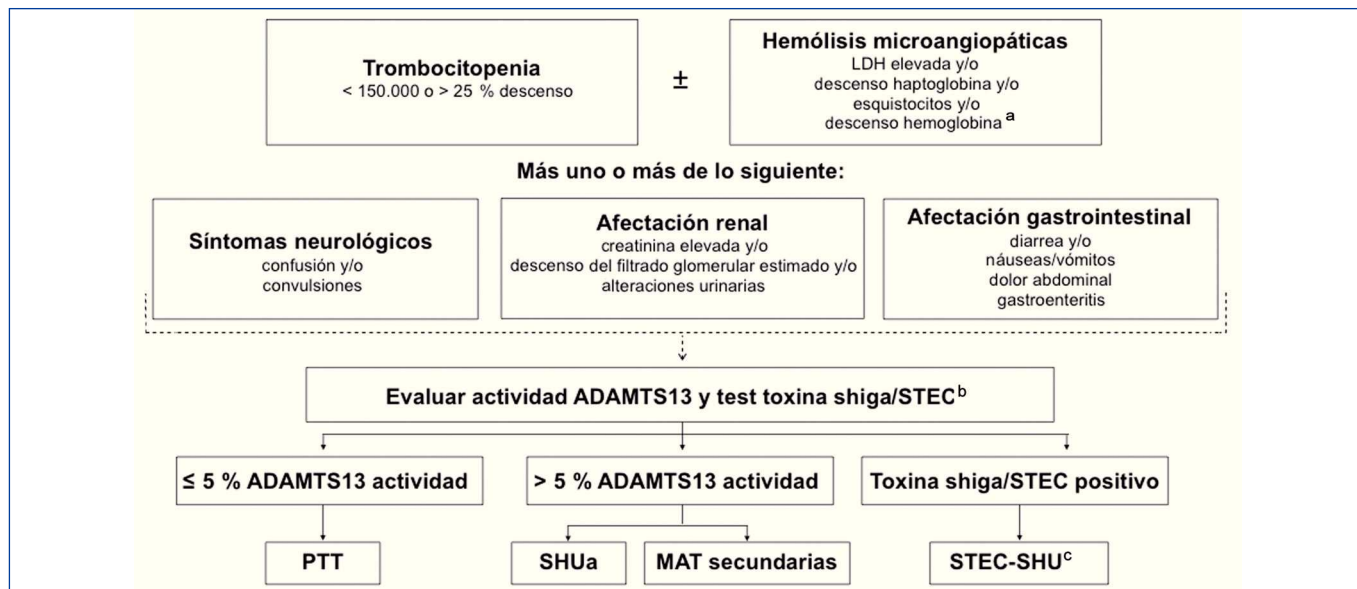 Trombocitopenia
< 150.000 o > 25 % descenso
±
Hemólisis microangiopáticas
LDH elevada y/o
descenso haptoglobina y/o
esquistocitos y/o
descenso hemoglobina a
Más uno o más de lo siguiente:
Síntomas neurológicos
confusión y/o
convulsiones
Afectación renal
creatinina elevada y/o
descenso del filtrado glomerular estimado y/o
alteraciones urinarias
Afectación gastrointestinal
diarrea y/o
náuseas/vómitos
dolor abdominal
gastroenteritis
Evaluar actividad ADAMTS13 y test toxina shiga/STEC b
≤ 5 % ADAMTS13 actividad
> 5 % ADAMTS13 actividad
Toxina shiga/STEC positivo
PTT
SHUa
MAT secundarias
STEC-SHU c